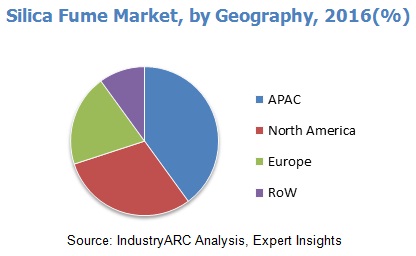 Silica Fume Market, by Geography, 2016(%)
APAC
North America
Europe
RoW
Source: IndustryARC Analysis, Expert Insights